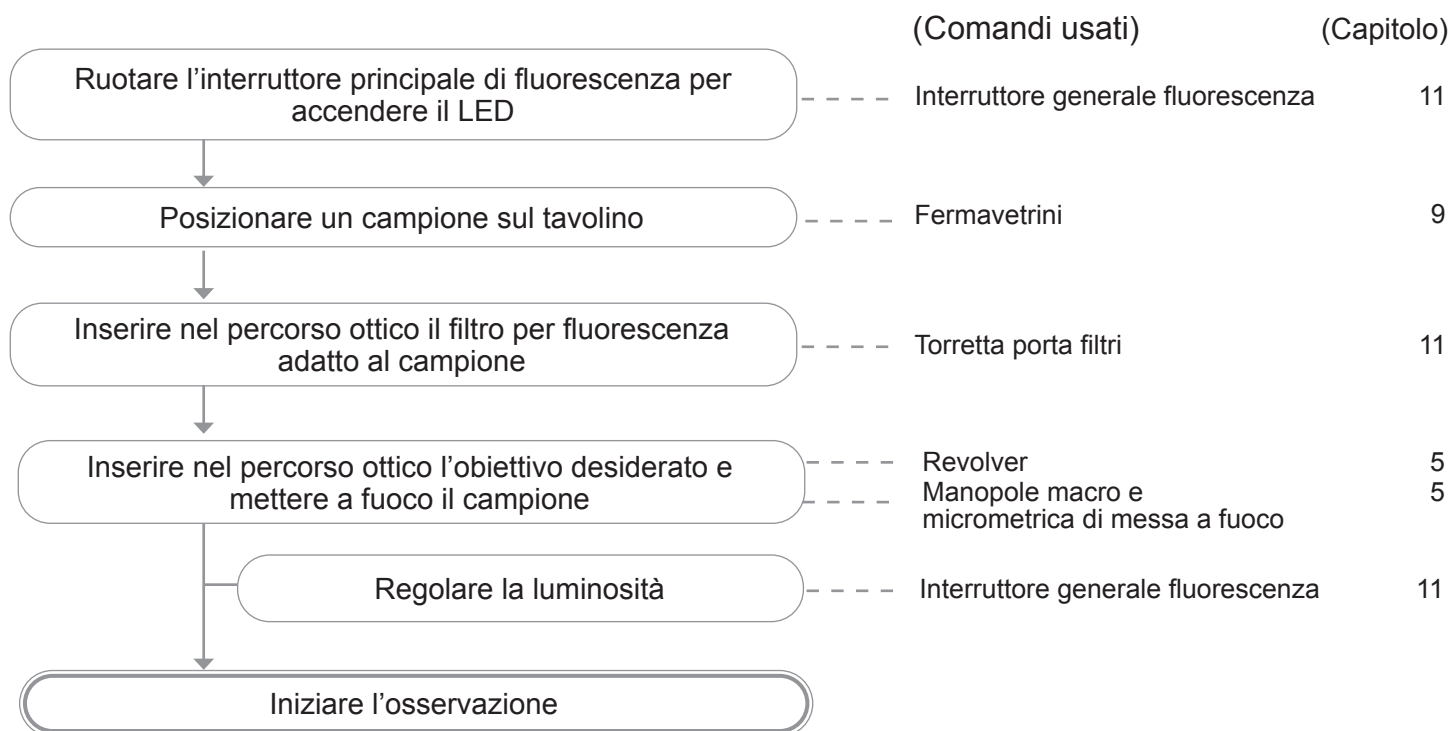 (Comandi usati) (Capitolo)
Ruotare l’interruttore principale di fluorescenza per
accendere il LED
Interruttore generale fluorescenza 11
Posizionare un campione sul tavolino
Fermavetrini 9
Inserire nel percorso ottico il filtro per fluorescenza
adatto al campione
Torretta porta filtri 11
Inserire nel percorso ottico l’obiettivo desiderato e
mettere a fuoco il campione
Revolver 5
Manopole macro e 5
micrometrica di messa a fuoco
Regolare la luminosità
Interruttore generale fluorescenza 11
Iniziare l’osservazione